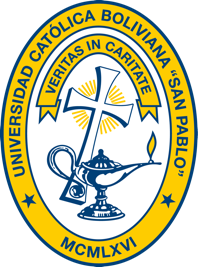 UNIVERSIDAD CATÓLICA BOLIVIANA "SAN PABLO"
VERITAS IN CARITATE
MCMLXVI